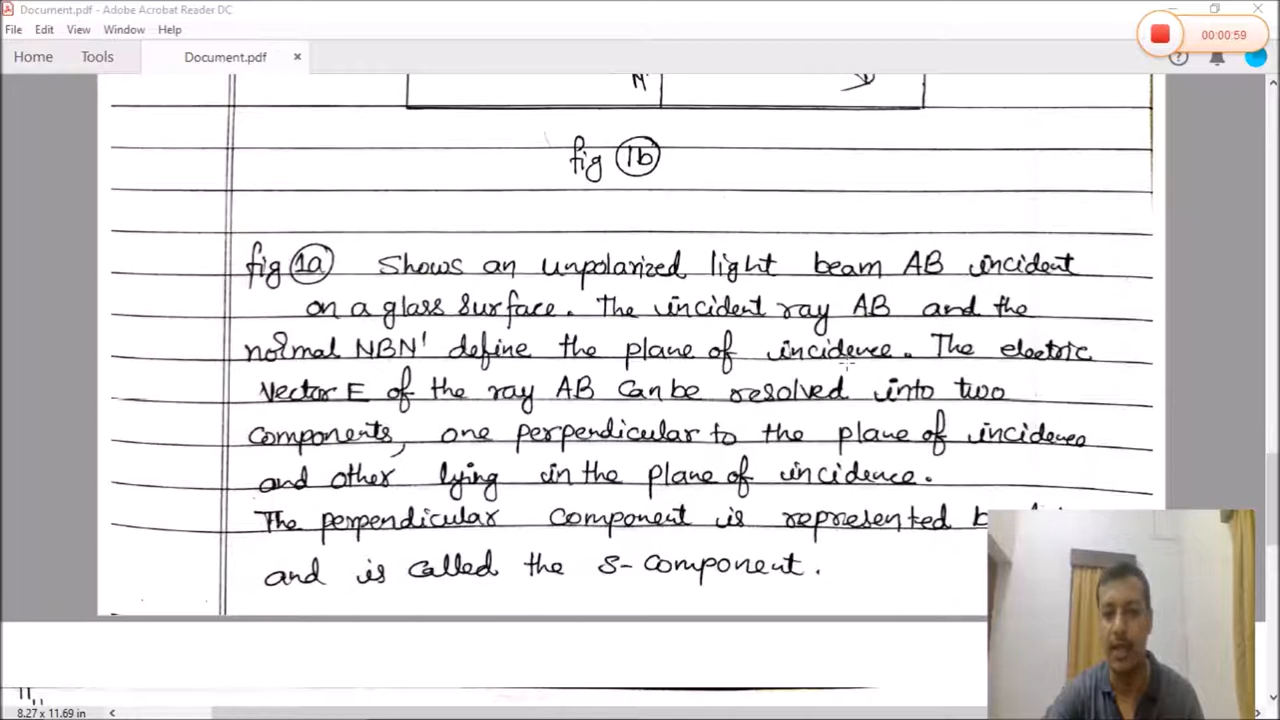 Document.pdf - Adobe Acrobat Reader DC
File Edit View Window Help
00:00:59
Home Tools Document.pdf
fig 1b
fig 1a Shows an unpolarized light beam AB incident
on a glass surface. The incident ray AB and the
normal NBN' define the plane of incidence. The electric
Vector E of the ray AB can be resolved into two
components, one perpendicular to the plane of incidence
and other lying in the plane of incidence.
The perpendicular component is represented
and is called the S-component.
8.27 x 11.69 in